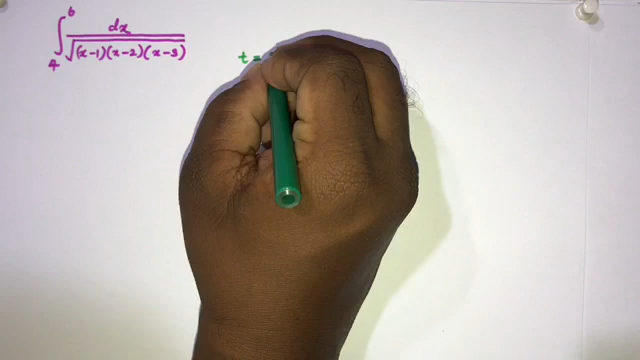 ∫₄⁶ dx / √((x-1)(x-2)(x-3))
t =